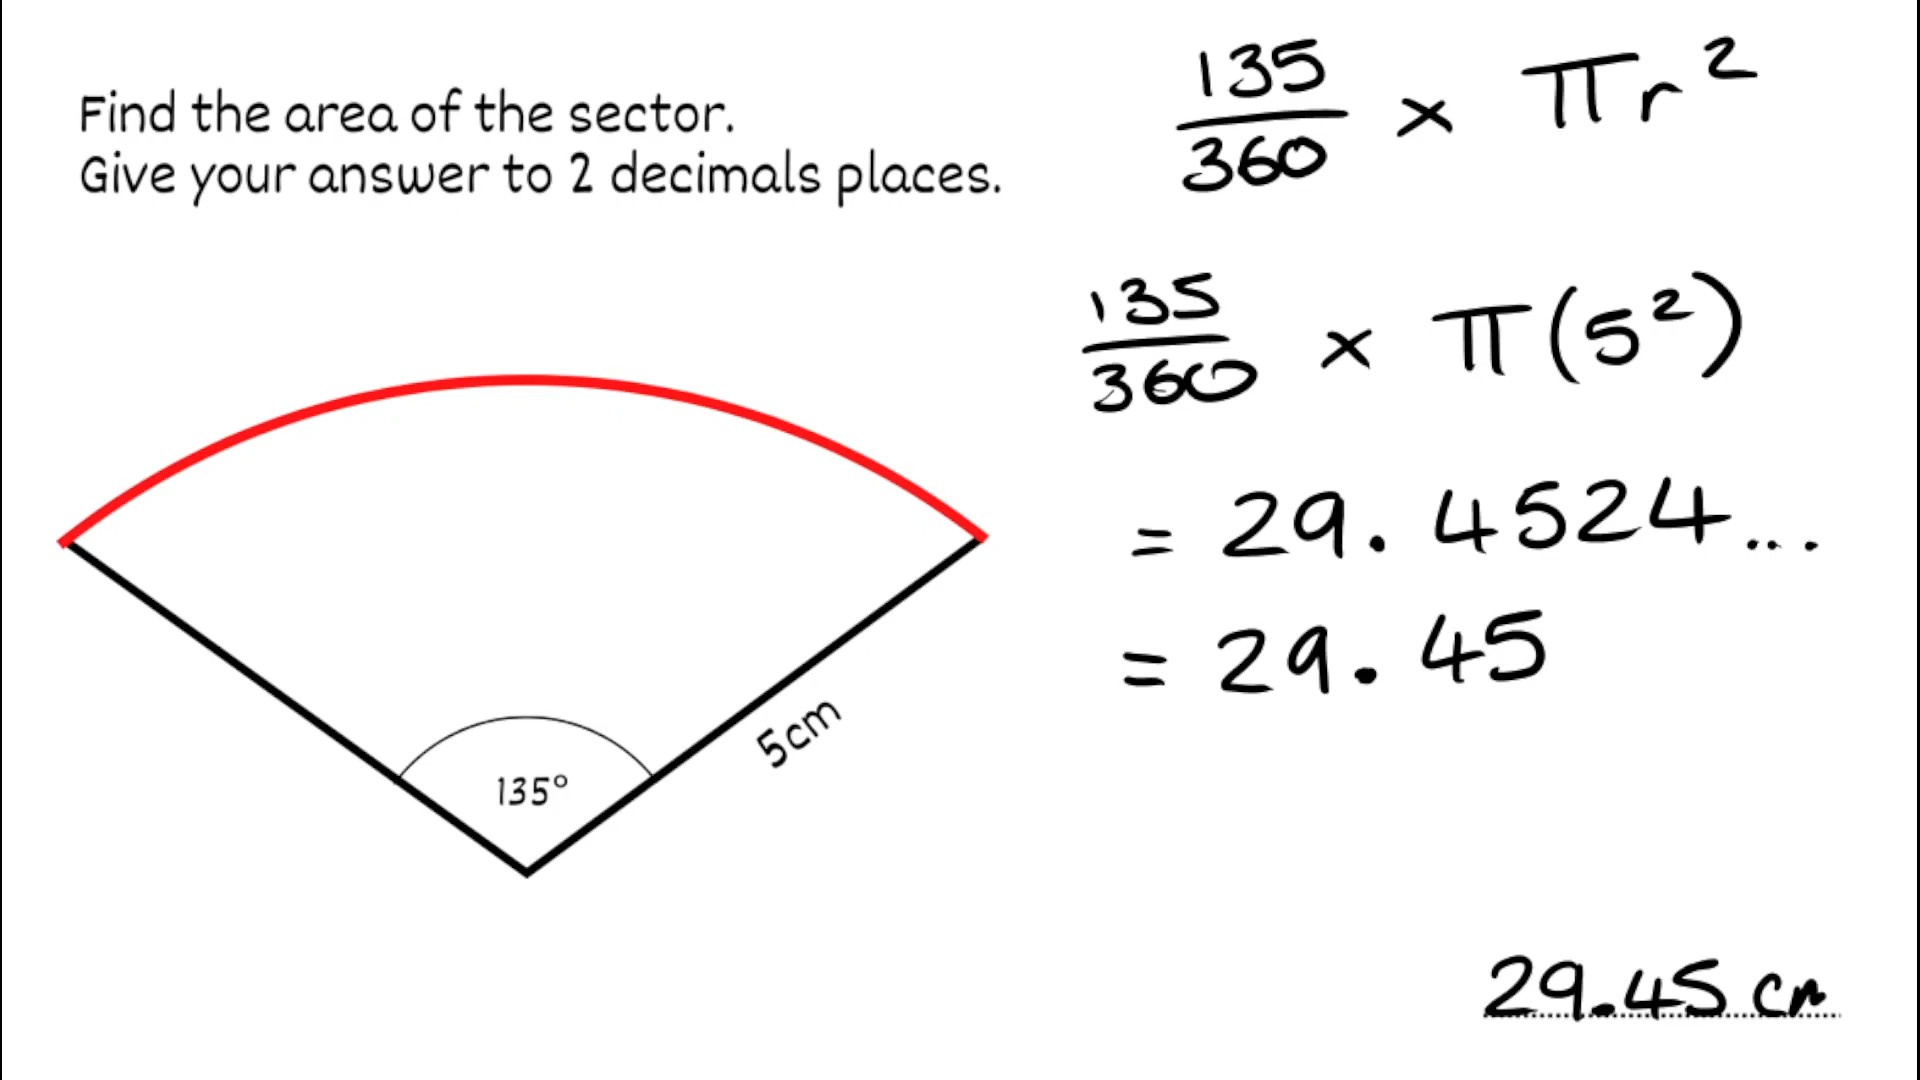 Find the area of the sector.
Give your answer to 2 decimals places.
135/360 × πr²
135/360 × π(5²)
= 29.4524...
= 29.45
135°
5cm
29.45 cm